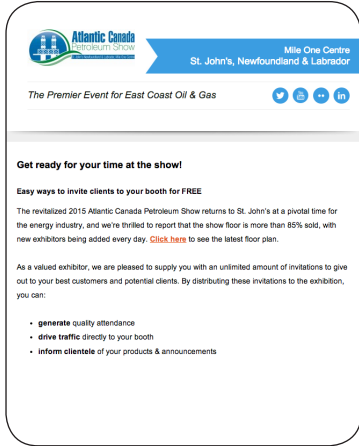 Atlantic Canada
Petroleum Show
Mile One Centre
St. John's, Newfoundland & Labrador
The Premier Event for East Coast Oil & Gas
You
Tube
in
Get ready for your time at the show!
Easy ways to invite clients to your booth for FREE
The revitalized 2015 Atlantic Canada Petroleum Show returns to St. John's at a pivotal time for
the energy industry, and we're thrilled to report that the show floor is more than 85% sold, with
new exhibitors being added every day. Click here to see the latest floor plan.
As a valued exhibitor, we are pleased to supply you with an unlimited amount of invitations to give
out to your best customers and potential clients. By distributing these invitations to the exhibition,
you can:
• generate quality attendance
• drive traffic directly to your booth
• inform clientele of your products & announcements